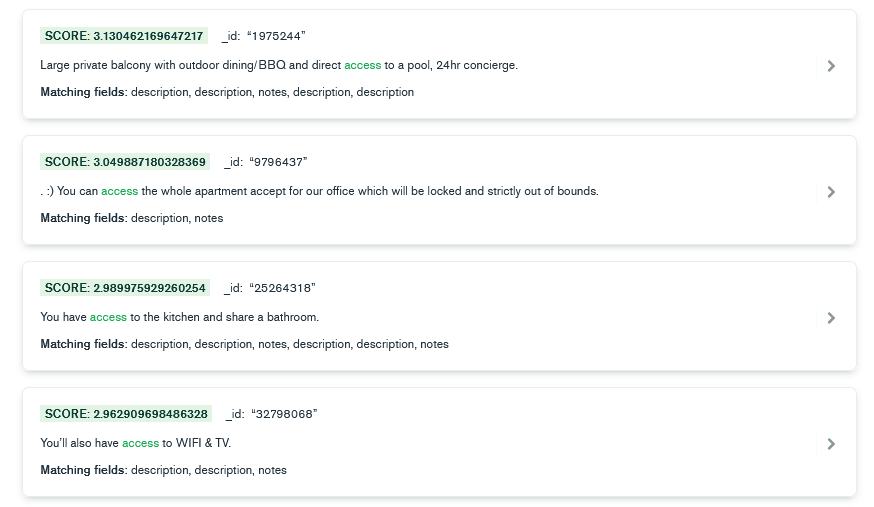 SCORE: 3.130462169647217 _id: “1975244”
Large private balcony with outdoor dining/BBQ and direct access to a pool, 24hr concierge.
Matching fields: description, description, notes, description, description
SCORE: 3.049887180328369 _id: “9796437”
. :) You can access the whole apartment accept for our office which will be locked and strictly out of bounds.
Matching fields: description, notes
SCORE: 2.989975929260254 _id: “25264318”
You have access to the kitchen and share a bathroom.
Matching fields: description, description, notes, description, description, notes
SCORE: 2.962909698486328 _id: “32798068”
You’ll also have access to WIFI & TV.
Matching fields: description, description, notes